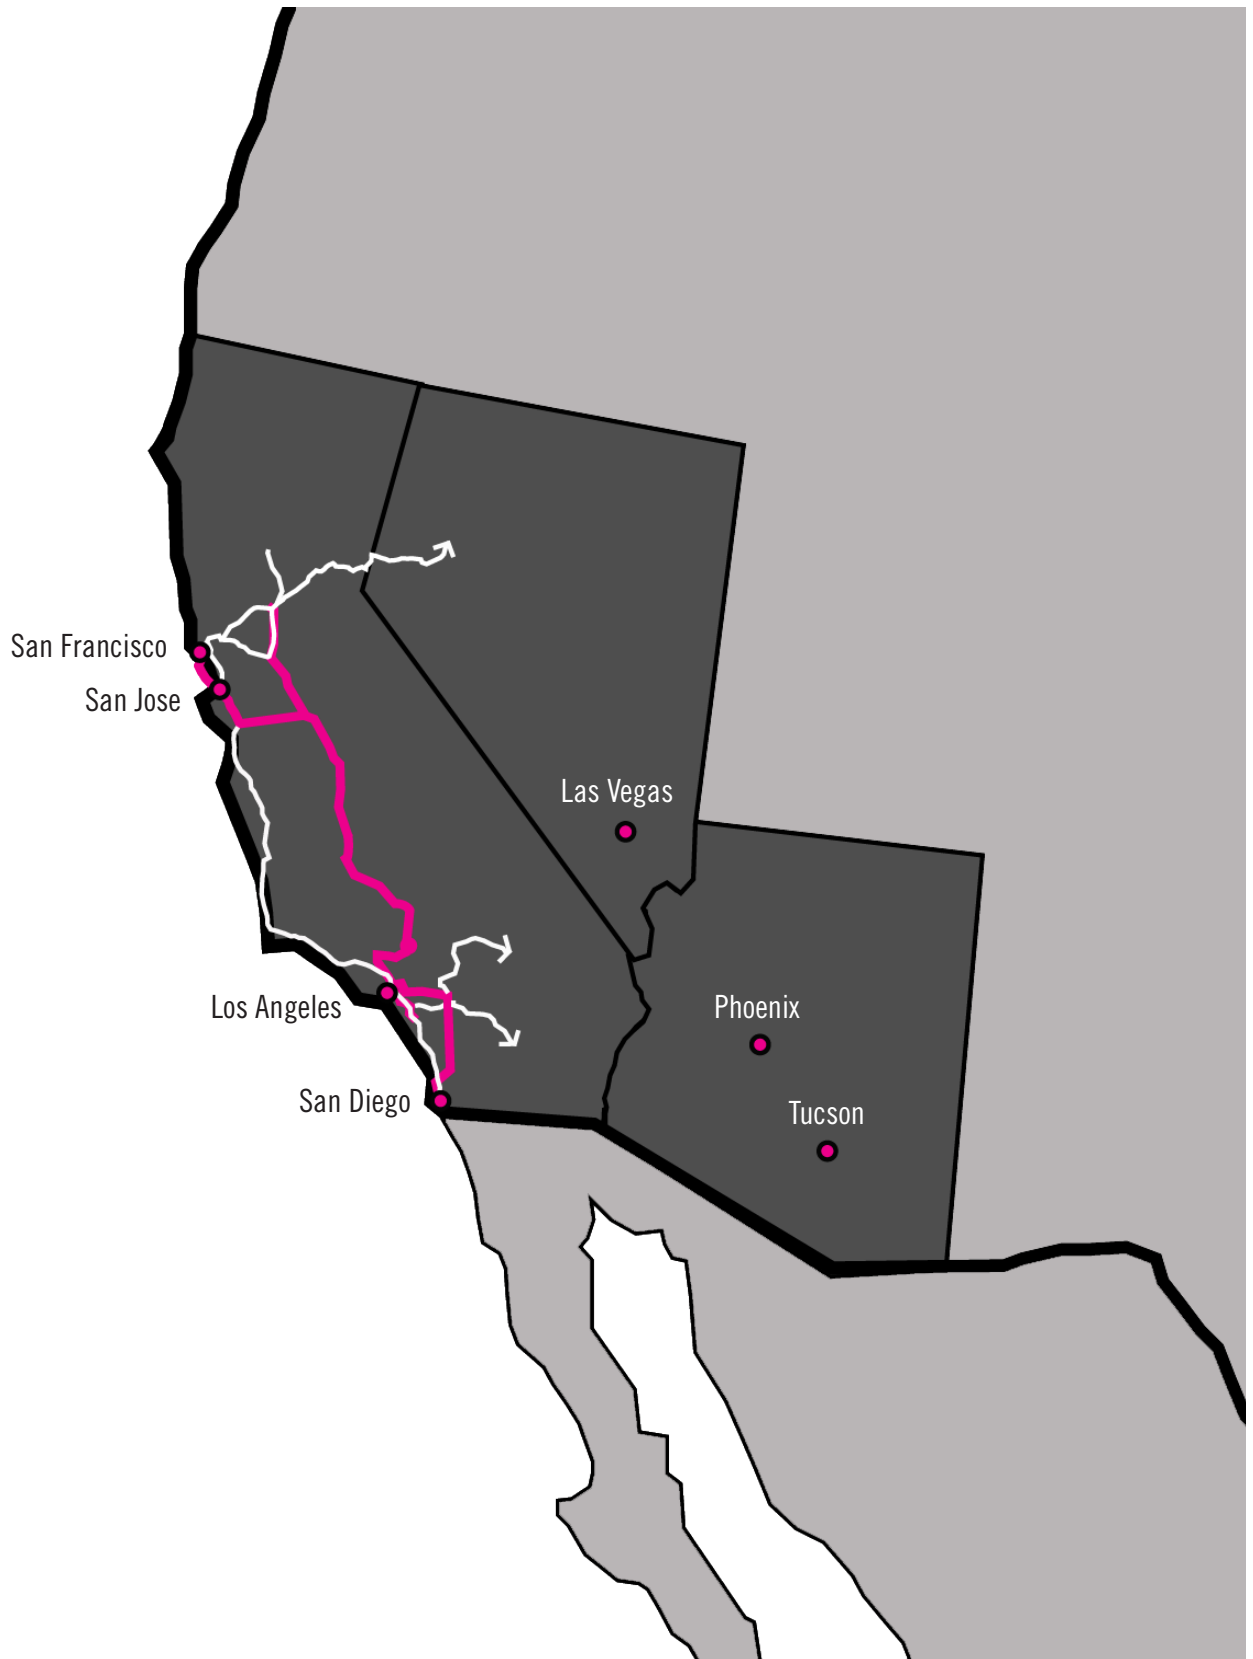 San Francisco
San Jose
Las Vegas
Los Angeles
Phoenix
San Diego
Tucson